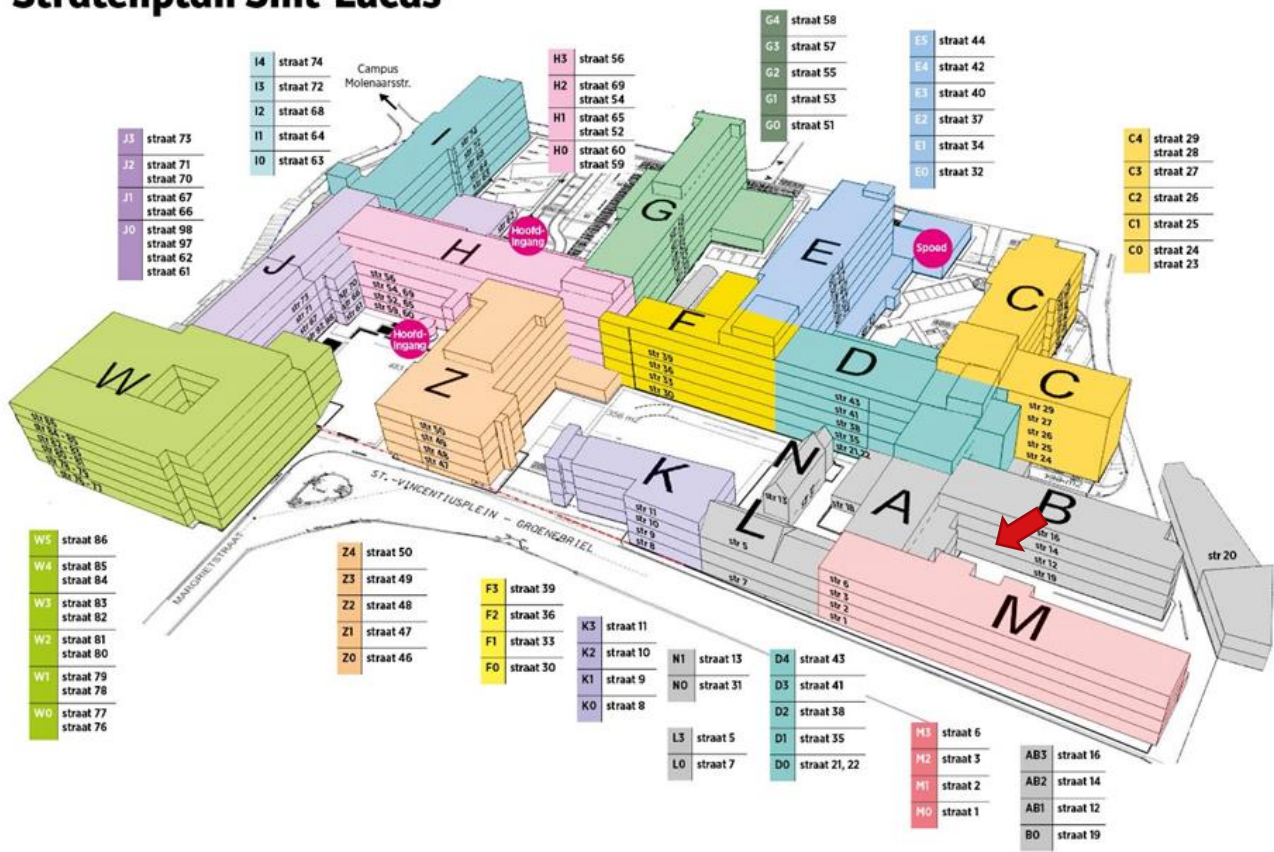 Stratenplan Sint-Lucas
G4 straat 58
G3 straat 57
G2 straat 55
G1 straat 53
G0 straat 51
E5 straat 44
E4 straat 42
E3 straat 40
E2 straat 37
E1 straat 34
E0 straat 32
I4 straat 74
I3 straat 72
I2 straat 68
I1 straat 64
I0 straat 63
Campus
Molenaarsstr.
H3 straat 56
H2 straat 69
straat 54
H1 straat 65
straat 52
H0 straat 60
straat 59
J3 straat 73
J2 straat 71
straat 70
J1 straat 67
straat 66
J0 straat 98
straat 97
straat 62
straat 61
C4 straat 29
straat 28
C3 straat 27
C2 straat 26
C1 straat 25
C0 straat 24
straat 23
I
G
H
J
E
C
C
F
D
W
Z
K
N
L
A
B
M
Hoofd-
ingang
Spoed
Hoofd-
ingang
str 56
str 54, 69
str 52, 65
str 59, 60
str 73
str 71
str 67
str 70
str 66
str 61
str 39
str 36
str 33
str 30
str 43
str 41
str 38
str 35
str 21, 22
str 29
str 27
str 26
str 25
str 24
str 50
str 49
str 48
str 47
str 11
str 10
str 9
str 8
str 13
str 18
str 5
str 7
str 6
str 3
str 2
str 1
str 16
str 14
str 12
str 19
str 20
ST.-VINCENTIUSPLEIN - GROENEBRIEL
MARGRIETSTRAAT
W5 straat 86
W4 straat 85
straat 84
W3 straat 83
straat 82
W2 straat 81
straat 80
W1 straat 79
straat 78
W0 straat 77
straat 76
Z4 straat 50
Z3 straat 49
Z2 straat 48
Z1 straat 47
Z0 straat 46
F3 straat 39
F2 straat 36
F1 straat 33
F0 straat 30
K3 straat 11
K2 straat 10
K1 straat 9
K0 straat 8
N1 straat 13
N0 straat 31
L3 straat 5
L0 straat 7
D4 straat 43
D3 straat 41
D2 straat 38
D1 straat 35
D0 straat 21, 22
M3 straat 6
M2 straat 3
M1 straat 2
M0 straat 1
AB3 straat 16
AB2 straat 14
AB1 straat 12
B0 straat 19